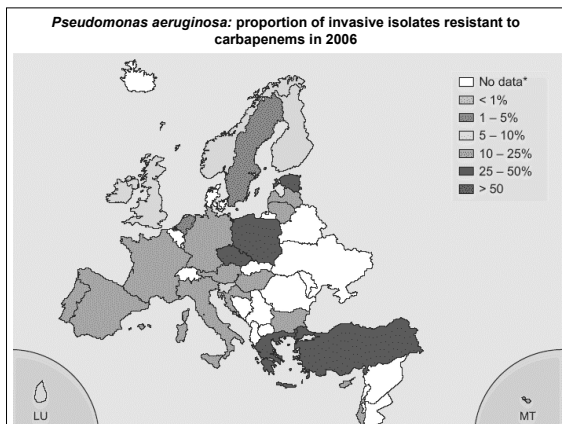 Pseudomonas aeruginosa: proportion of invasive isolates resistant to
carbapenems in 2006
No data*
< 1%
1 – 5%
5 – 10%
10 – 25%
25 – 50%
> 50
LU
MT